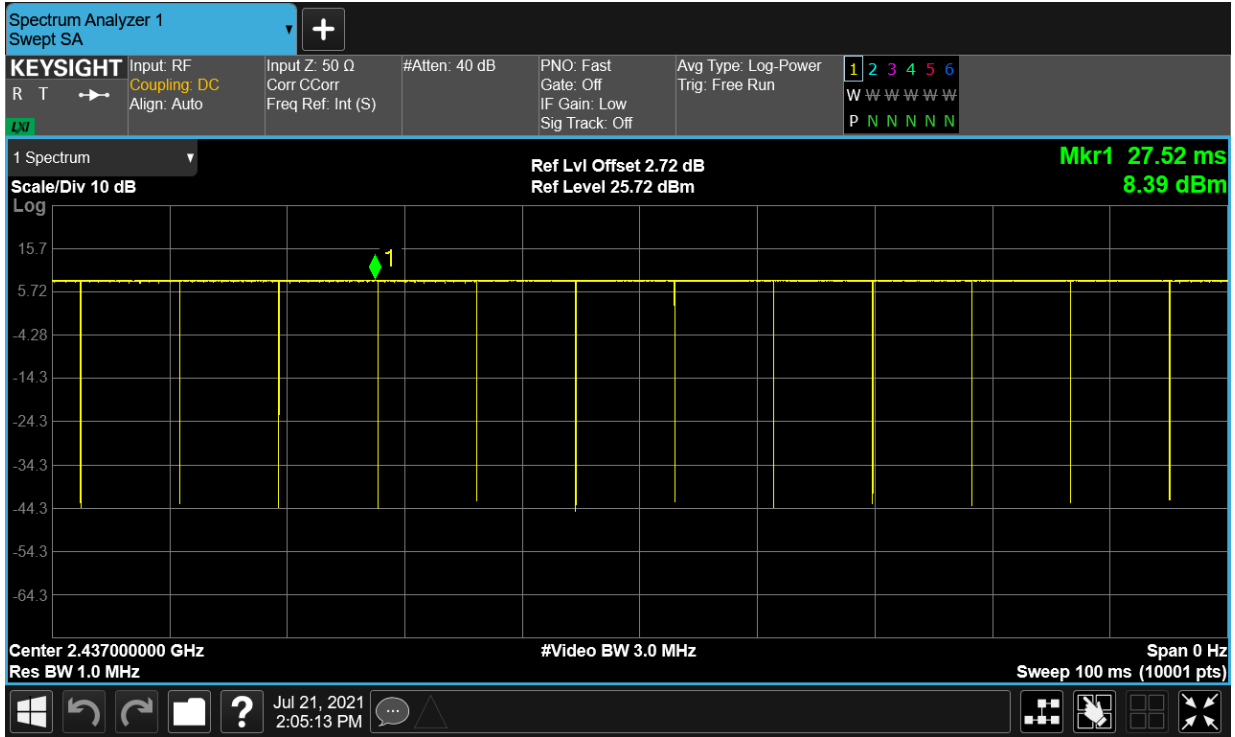 Spectrum Analyzer 1
Swept SA
▼
+
KEYSIGHT
R T
LXI
Input: RF
Coupling: DC
Align: Auto
Input Z: 50 Ω
Corr CCorr
Freq Ref: Int (S)
#Atten: 40 dB
PNO: Fast
Gate: Off
IF Gain: Low
Sig Track: Off
Avg Type: Log-Power
Trig: Free Run
1 2 3 4 5 6
W W W W W W
P N N N N N
1 Spectrum ▼
Scale/Div 10 dB
Log
Ref Lvl Offset 2.72 dB
Ref Level 25.72 dBm
Mkr1 27.52 ms
8.39 dBm
15.7
1
5.72
-4.28
-14.3
-24.3
-34.3
-44.3
-54.3
-64.3
Center 2.437000000 GHz
#Video BW 3.0 MHz
Span 0 Hz
Res BW 1.0 MHz
Sweep 100 ms (10001 pts)
?
Jul 21, 2021
2:05:13 PM